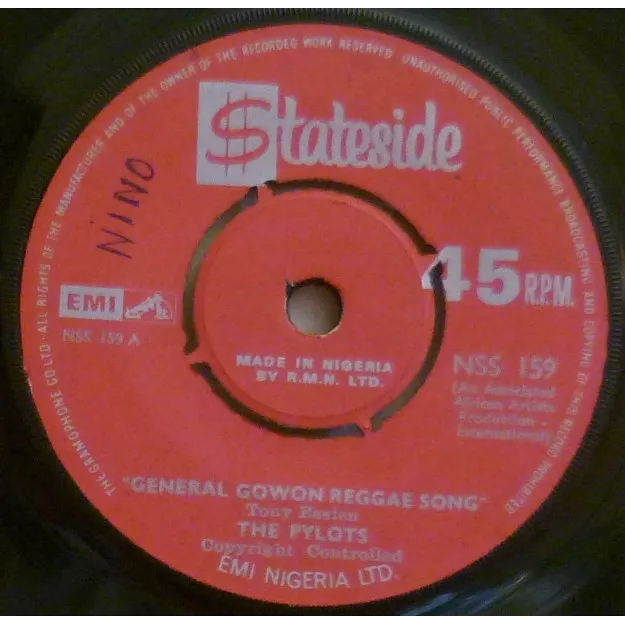 THE GRAMOPHONE CO LTD · ALL RIGHTS OF THE MANUFACTURERS AND OF THE OWNER OF THE RECORDED WORK RESERVED UNAUTHORISED PUBLIC PERFORMANCE BROADCASTING AND COPYING OF THIS RECORD PROHIBITED
$tateside
NINO
45 R.P.M.
EMI
NSS 159 A
MADE IN NIGERIA
BY R.M.N. LTD.
NSS 159
(An Associated
African Artists
Production -
International)
"GENERAL GOWON REGGAE SONG"
Tony Essien
THE PYLOTS
Copyright Controlled
EMI NIGERIA LTD.